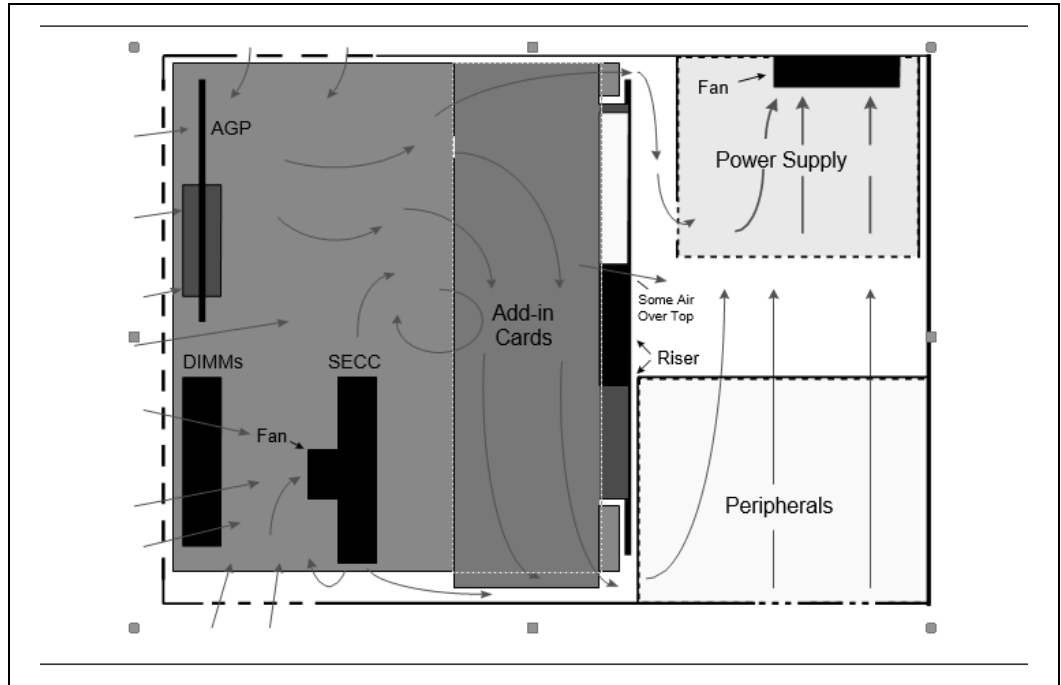 Fan
AGP
Power Supply
Add-in
Cards
Some Air
Over Top
Riser
DIMMs
SECC
Fan
Peripherals